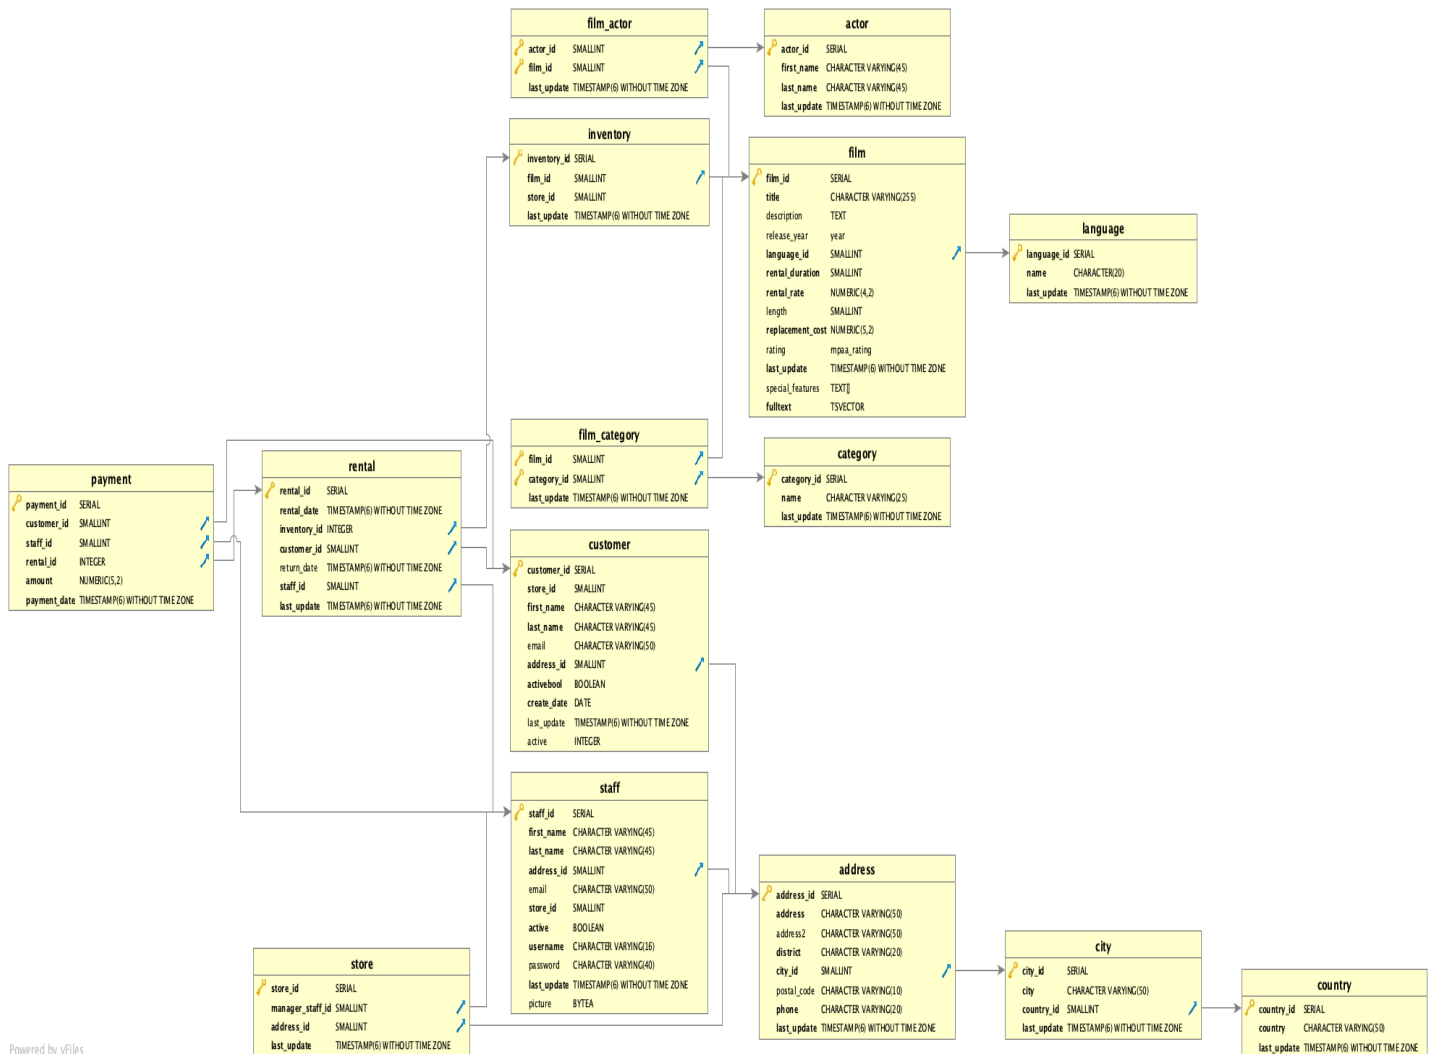 film_actor
actor_id SMALLINT
film_id SMALLINT
last_update TIMESTAMP(6) WITHOUT TIME ZONE
actor
actor_id SERIAL
first_name CHARACTER VARYING(45)
last_name CHARACTER VARYING(45)
last_update TIMESTAMP(6) WITHOUT TIME ZONE
inventory
inventory_id SERIAL
film_id SMALLINT
store_id SMALLINT
last_update TIMESTAMP(6) WITHOUT TIME ZONE
film
film_id SERIAL
title CHARACTER VARYING(255)
description TEXT
release_year year
language_id SMALLINT
rental_duration SMALLINT
rental_rate NUMERIC(4,2)
length SMALLINT
replacement_cost NUMERIC(5,2)
rating mpaa_rating
last_update TIMESTAMP(6) WITHOUT TIME ZONE
special_features TEXT[]
fulltext TSVECTOR
language
language_id SERIAL
name CHARACTER(20)
last_update TIMESTAMP(6) WITHOUT TIME ZONE
film_category
film_id SMALLINT
category_id SMALLINT
last_update TIMESTAMP(6) WITHOUT TIME ZONE
category
category_id SERIAL
name CHARACTER VARYING(25)
last_update TIMESTAMP(6) WITHOUT TIME ZONE
payment
payment_id SERIAL
customer_id SMALLINT
staff_id SMALLINT
rental_id INTEGER
amount NUMERIC(5,2)
payment_date TIMESTAMP(6) WITHOUT TIME ZONE
rental
rental_id SERIAL
rental_date TIMESTAMP(6) WITHOUT TIME ZONE
inventory_id INTEGER
customer_id SMALLINT
return_date TIMESTAMP(6) WITHOUT TIME ZONE
staff_id SMALLINT
last_update TIMESTAMP(6) WITHOUT TIME ZONE
customer
customer_id SERIAL
store_id SMALLINT
first_name CHARACTER VARYING(45)
last_name CHARACTER VARYING(45)
email CHARACTER VARYING(50)
address_id SMALLINT
activebool BOOLEAN
create_date DATE
last_update TIMESTAMP(6) WITHOUT TIME ZONE
active INTEGER
staff
staff_id SERIAL
first_name CHARACTER VARYING(45)
last_name CHARACTER VARYING(45)
address_id SMALLINT
email CHARACTER VARYING(50)
store_id SMALLINT
active BOOLEAN
username CHARACTER VARYING(16)
password CHARACTER VARYING(40)
last_update TIMESTAMP(6) WITHOUT TIME ZONE
picture BYTEA
address
address_id SERIAL
address CHARACTER VARYING(50)
address2 CHARACTER VARYING(50)
district CHARACTER VARYING(20)
city_id SMALLINT
postal_code CHARACTER VARYING(10)
phone CHARACTER VARYING(20)
last_update TIMESTAMP(6) WITHOUT TIME ZONE
store
store_id SERIAL
manager_staff_id SMALLINT
address_id SMALLINT
last_update TIMESTAMP(6) WITHOUT TIME ZONE
city
city_id SERIAL
city CHARACTER VARYING(50)
country_id SMALLINT
last_update TIMESTAMP(6) WITHOUT TIME ZONE
country
country_id SERIAL
country CHARACTER VARYING(50)
last_update TIMESTAMP(6) WITHOUT TIME ZONE
Powered by yFiles